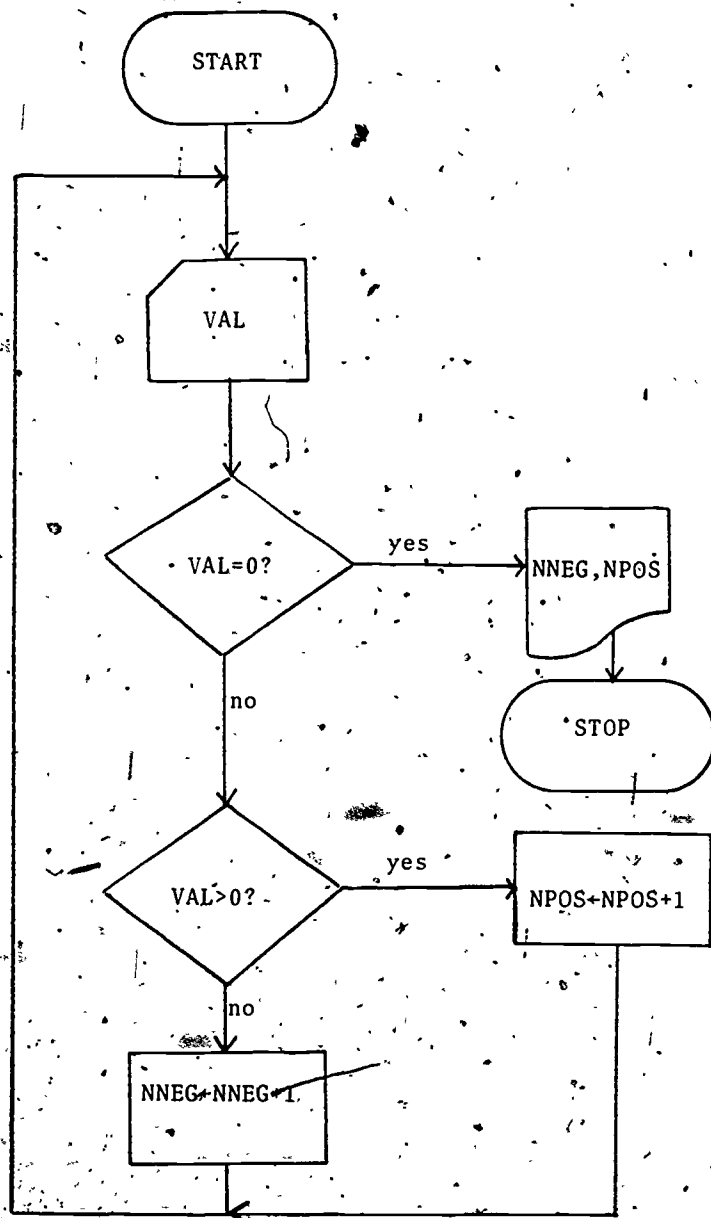 START
VAL
VAL=0?
yes
NNEG,NPOS
no
STOP
VAL>0?
yes
NPOS←NPOS+1
no
NNEG←NNEG+1